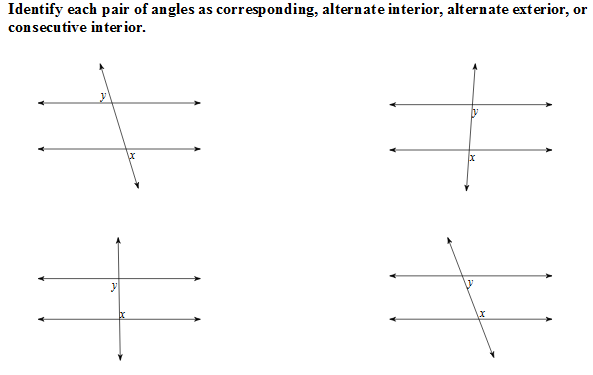 Identify each pair of angles as corresponding, alternate interior, alternate exterior, or
consecutive interior.
y
x
y
x
y
x
y
x